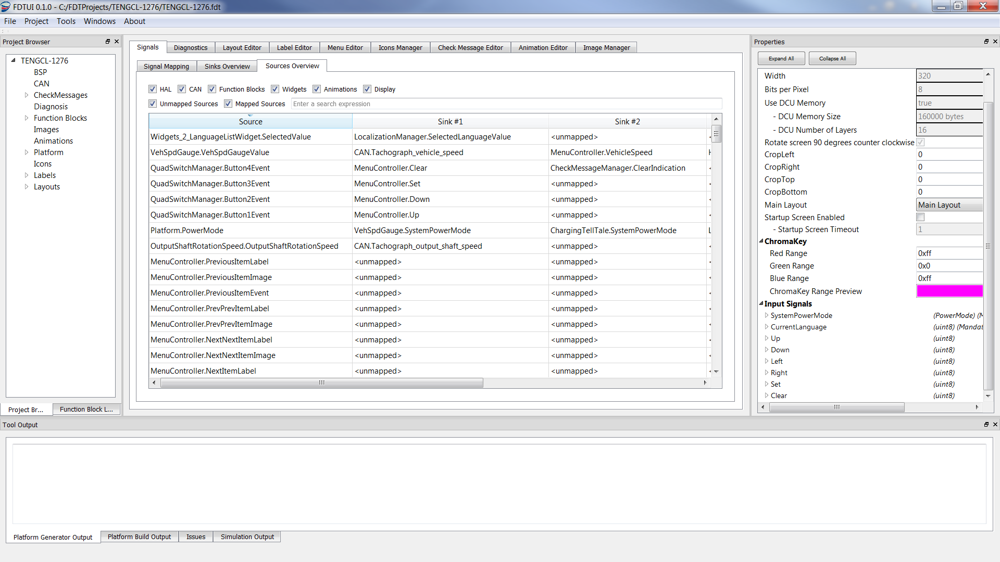 FDTUI 0.1.0 - C:/FDTProjects/TENGCL-1276/TENGCL-1276.fdt
File Project Tools Windows About
Project Browser
TENGCL-1276
BSP
CAN
CheckMessages
Diagnosis
Function Blocks
Images
Animations
Platform
Icons
Labels
Layouts
Project Br...
Function Block L...
Signals Diagnostics Layout Editor Label Editor Menu Editor Icons Manager Check Message Editor Animation Editor Image Manager
Signal Mapping Sinks Overview Sources Overview
HAL CAN Function Blocks Widgets Animations Display
Unmapped Sources Mapped Sources Enter a search expression
Source Sink #1 Sink #2
Widgets_2_LanguageListWidget.SelectedValue LocalizationManager.SelectedLanguageValue <unmapped> <
VehSpdGauge.VehSpdGaugeValue CAN.Tachograph_vehicle_speed MenuController.VehicleSpeed
QuadSwitchManager.Button4Event MenuController.Clear CheckMessageManager.ClearIndication <
QuadSwitchManager.Button3Event MenuController.Set <unmapped> <
QuadSwitchManager.Button2Event MenuController.Down <unmapped> <
QuadSwitchManager.Button1Event MenuController.Up <unmapped> <
Platform.PowerMode VehSpdGauge.SystemPowerMode ChargingTellTale.SystemPowerMode
OutputShaftRotationSpeed.OutputShaftRotationSpeed CAN.Tachograph_output_shaft_speed <unmapped> <
MenuController.PreviousItemLabel <unmapped> <unmapped> <
MenuController.PreviousItemImage <unmapped> <unmapped> <
MenuController.PreviousItemEvent <unmapped> <unmapped> <
MenuController.PrevPrevItemLabel <unmapped> <unmapped> <
MenuController.PrevPrevItemImage <unmapped> <unmapped> <
MenuController.NextNextItemLabel <unmapped> <unmapped> <
MenuController.NextNextItemImage <unmapped> <unmapped> <
MenuController.NextItemLabel <unmapped> <unmapped> <
Properties
Expand All Collapse All
Width 320
Bits per Pixel 8
Use DCU Memory true
- DCU Memory Size 160000 bytes
- DCU Number of Layers 16
Rotate screen 90 degrees counter clockwise
CropLeft 0
CropRight 0
CropTop 0
CropBottom 0
Main Layout Main Layout
Startup Screen Enabled
- Startup Screen Timeout 1
ChromaKey
Red Range 0xff
Green Range 0x0
Blue Range 0xff
ChromaKey Range Preview
Input Signals
SystemPowerMode (PowerMode) (M
CurrentLanguage (uint8) (Mandat
Up (uint8)
Down (uint8)
Left (uint8)
Right (uint8)
Set (uint8)
Clear (uint8)
Tool Output
Platform Generator Output Platform Build Output Issues Simulation Output